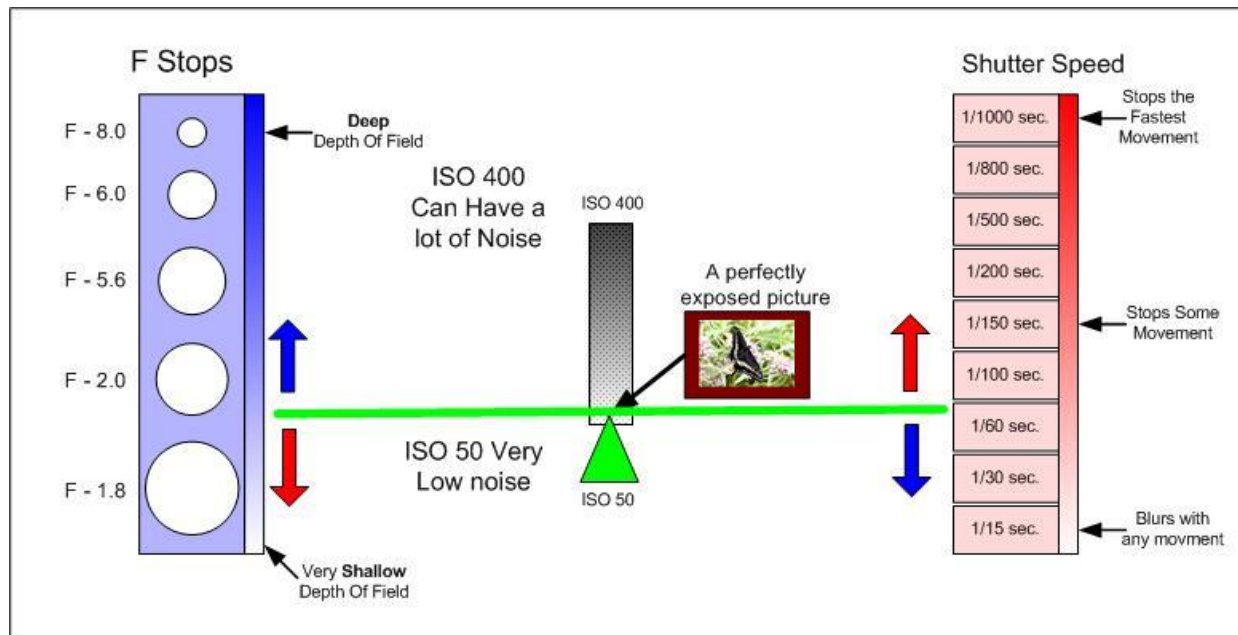 F Stops
F - 8.0
F - 6.0
F - 5.6
F - 2.0
F - 1.8
Deep
Depth Of Field
Very Shallow
Depth Of Field
ISO 400
Can Have a
lot of Noise
ISO 400
A perfectly
exposed picture
ISO 50 Very
Low noise
ISO 50
Shutter Speed
1/1000 sec.
1/800 sec.
1/500 sec.
1/200 sec.
1/150 sec.
1/100 sec.
1/60 sec.
1/30 sec.
1/15 sec.
Stops the
Fastest
Movement
Stops Some
Movement
Blurs with
any movment